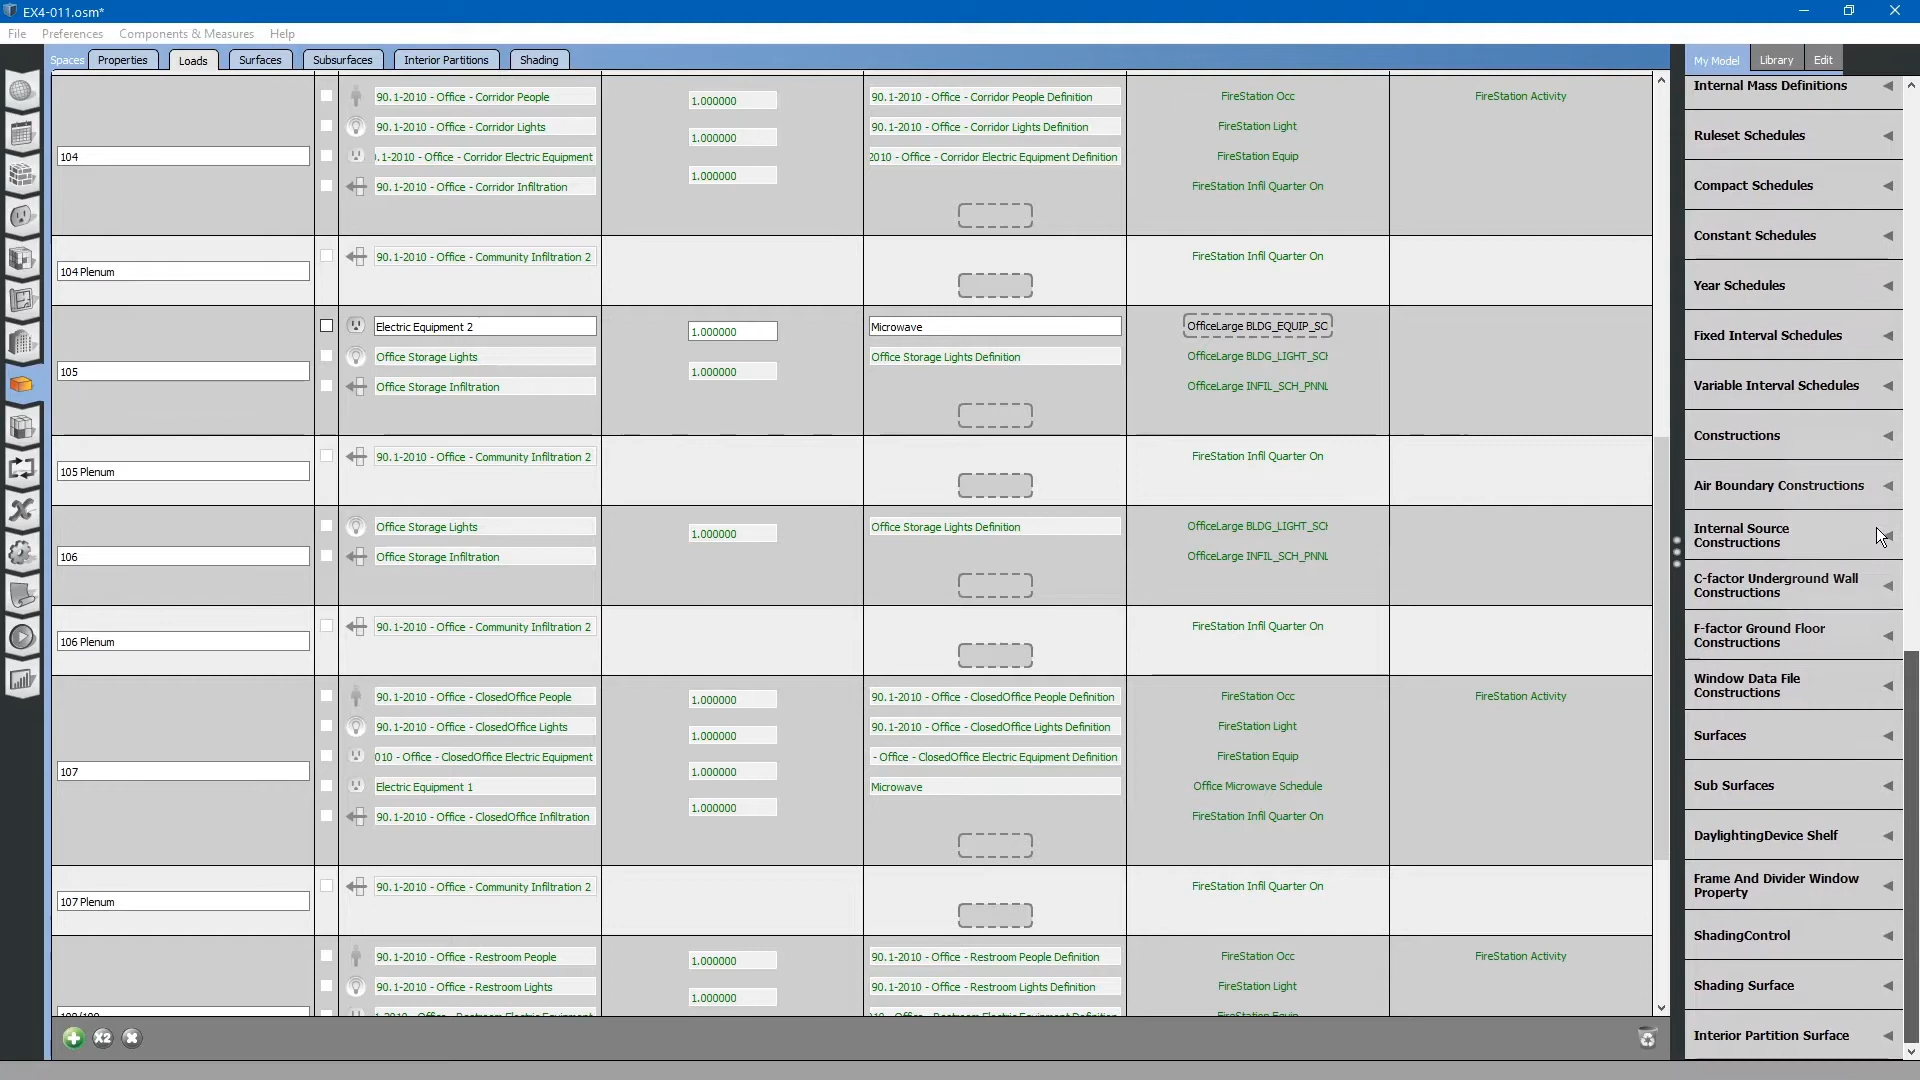 EX4-011.osm*
File Preferences Components & Measures Help
Spaces Properties Loads Surfaces Subsurfaces Interior Partitions Shading
My Model Library Edit
90.1-2010 - Office - Corridor People 1.000000 90.1-2010 - Office - Corridor People Definition FireStation Occ FireStation Activity
90.1-2010 - Office - Corridor Lights 1.000000 90.1-2010 - Office - Corridor Lights Definition FireStation Light
104 ).1-2010 - Office - Corridor Electric Equipment 1.000000 2010 - Office - Corridor Electric Equipment Definition FireStation Equip
90.1-2010 - Office - Corridor Infiltration FireStation Infil Quarter On
104 Plenum 90.1-2010 - Office - Community Infiltration 2 FireStation Infil Quarter On
Electric Equipment 2 1.000000 Microwave OfficeLarge BLDG_EQUIP_SC
105 Office Storage Lights 1.000000 Office Storage Lights Definition OfficeLarge BLDG_LIGHT_SCH
Office Storage Infiltration OfficeLarge INFIL_SCH_PNNL
105 Plenum 90.1-2010 - Office - Community Infiltration 2 FireStation Infil Quarter On
Office Storage Lights 1.000000 Office Storage Lights Definition OfficeLarge BLDG_LIGHT_SCH
106 Office Storage Infiltration OfficeLarge INFIL_SCH_PNNL
106 Plenum 90.1-2010 - Office - Community Infiltration 2 FireStation Infil Quarter On
90.1-2010 - Office - ClosedOffice People 1.000000 90.1-2010 - Office - ClosedOffice People Definition FireStation Occ FireStation Activity
90.1-2010 - Office - ClosedOffice Lights 1.000000 90.1-2010 - Office - ClosedOffice Lights Definition FireStation Light
107 010 - Office - ClosedOffice Electric Equipment 1.000000 - Office - ClosedOffice Electric Equipment Definition FireStation Equip
Electric Equipment 1 1.000000 Microwave Office Microwave Schedule
90.1-2010 - Office - ClosedOffice Infiltration FireStation Infil Quarter On
107 Plenum 90.1-2010 - Office - Community Infiltration 2 FireStation Infil Quarter On
90.1-2010 - Office - Restroom People 1.000000 90.1-2010 - Office - Restroom People Definition FireStation Occ FireStation Activity
90.1-2010 - Office - Restroom Lights 1.000000 90.1-2010 - Office - Restroom Lights Definition FireStation Light
Internal Mass Definitions
Ruleset Schedules
Compact Schedules
Constant Schedules
Year Schedules
Fixed Interval Schedules
Variable Interval Schedules
Constructions
Air Boundary Constructions
Internal Source
Constructions
C-factor Underground Wall
Constructions
F-factor Ground Floor
Constructions
Window Data File
Constructions
Surfaces
Sub Surfaces
DaylightingDevice Shelf
Frame And Divider Window
Property
ShadingControl
Shading Surface
Interior Partition Surface
X2